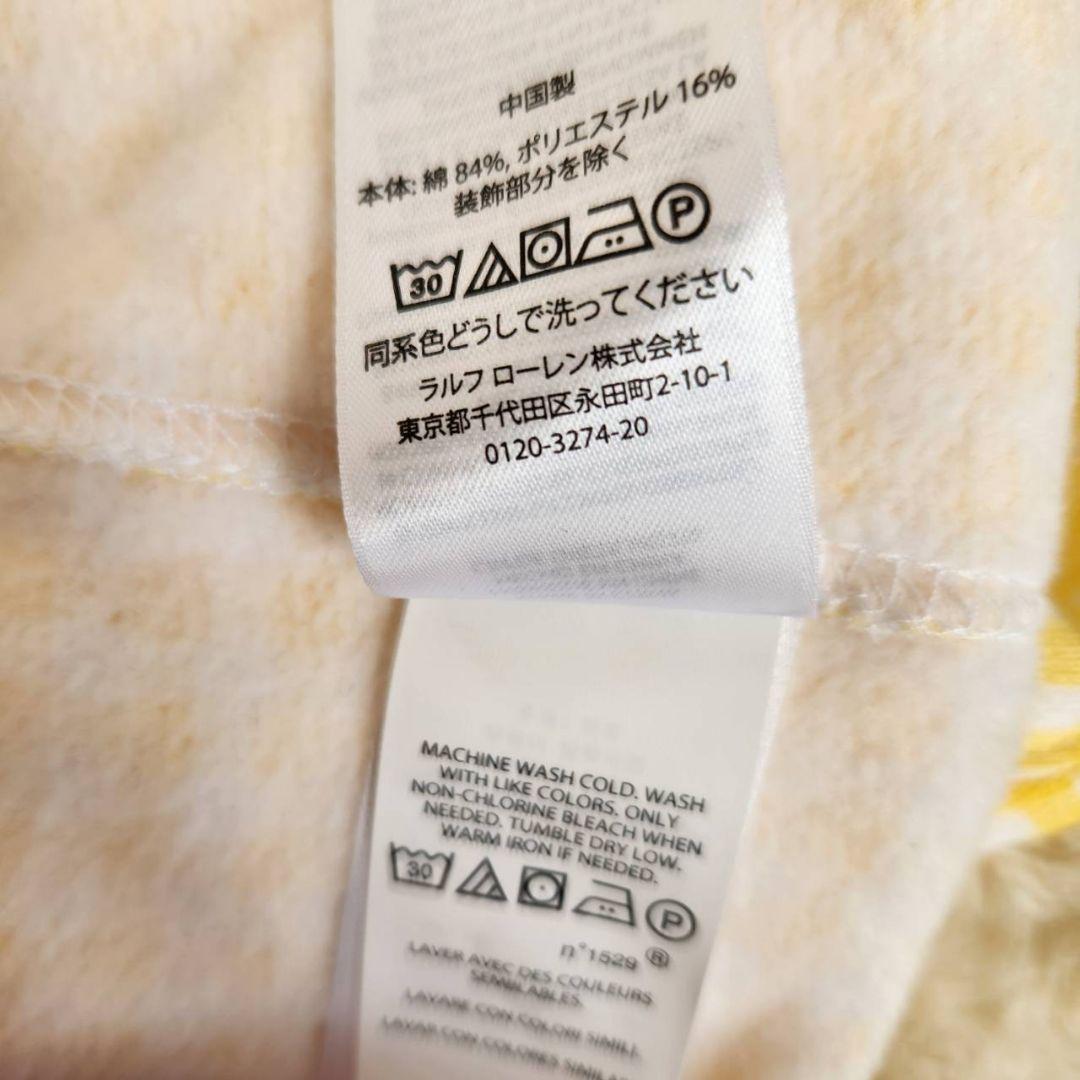 中国製
本体: 綿 84%, ポリエステル 16%
装飾部分を除く
30 P
同系色どうしで洗ってください
ラルフ ローレン株式会社
東京都千代田区永田町2-10-1
0120-3274-20
MACHINE WASH COLD. WASH
WITH LIKE COLORS. ONLY
NON-CHLORINE BLEACH WHEN
NEEDED. TUMBLE DRY LOW.
WARM IRON IF NEEDED.
30 P
n°1529 ®
LAVER AVEC DES COULEURS
SEMBLABLES.
LAVARE CON COLORI SIMILI.
LAVAR CON COLORES SIMILARES.